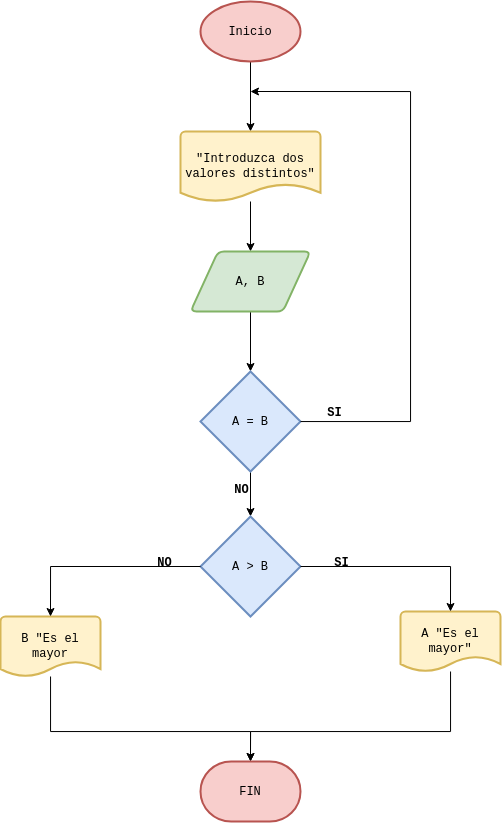 Inicio
"Introduzca dos
valores distintos"
A, B
A = B
SI
NO
A > B
NO
SI
B "Es el
mayor
A "Es el
mayor"
FIN